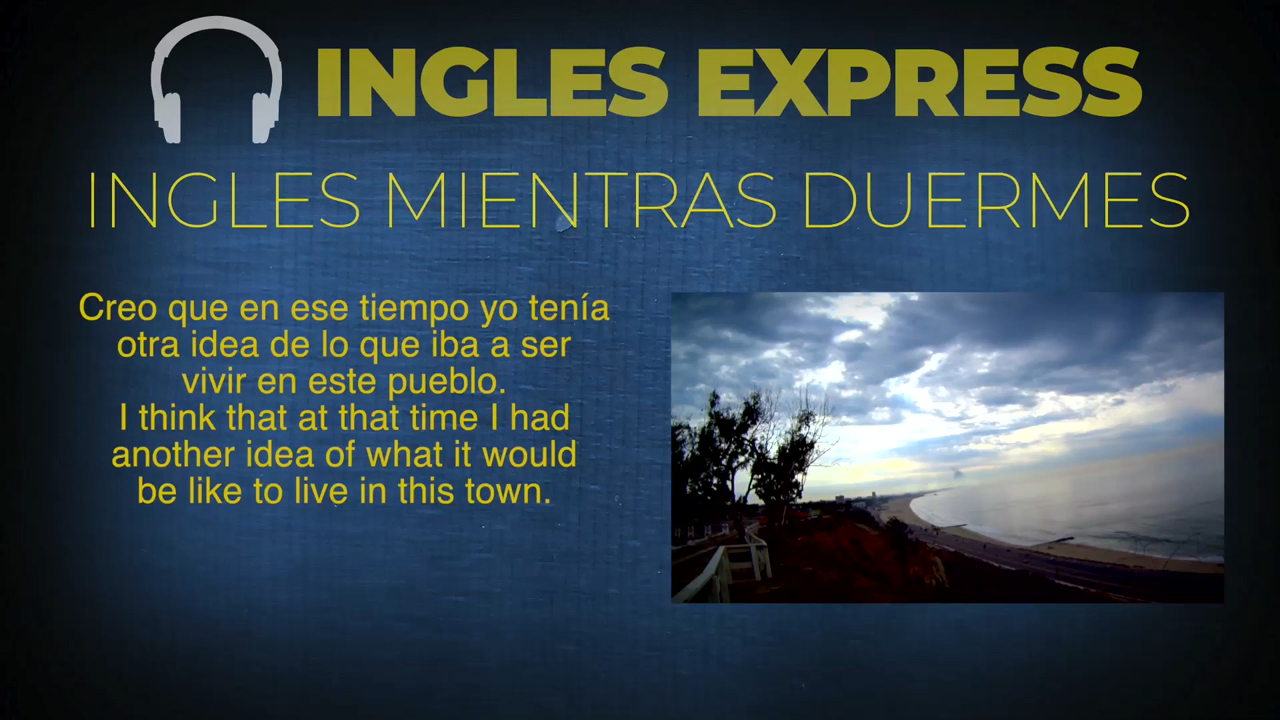 INGLES EXPRESS
INGLES MIENTRAS DUERMES
Creo que en ese tiempo yo tenía
otra idea de lo que iba a ser
vivir en este pueblo.
I think that at that time I had
another idea of what it would
be like to live in this town.